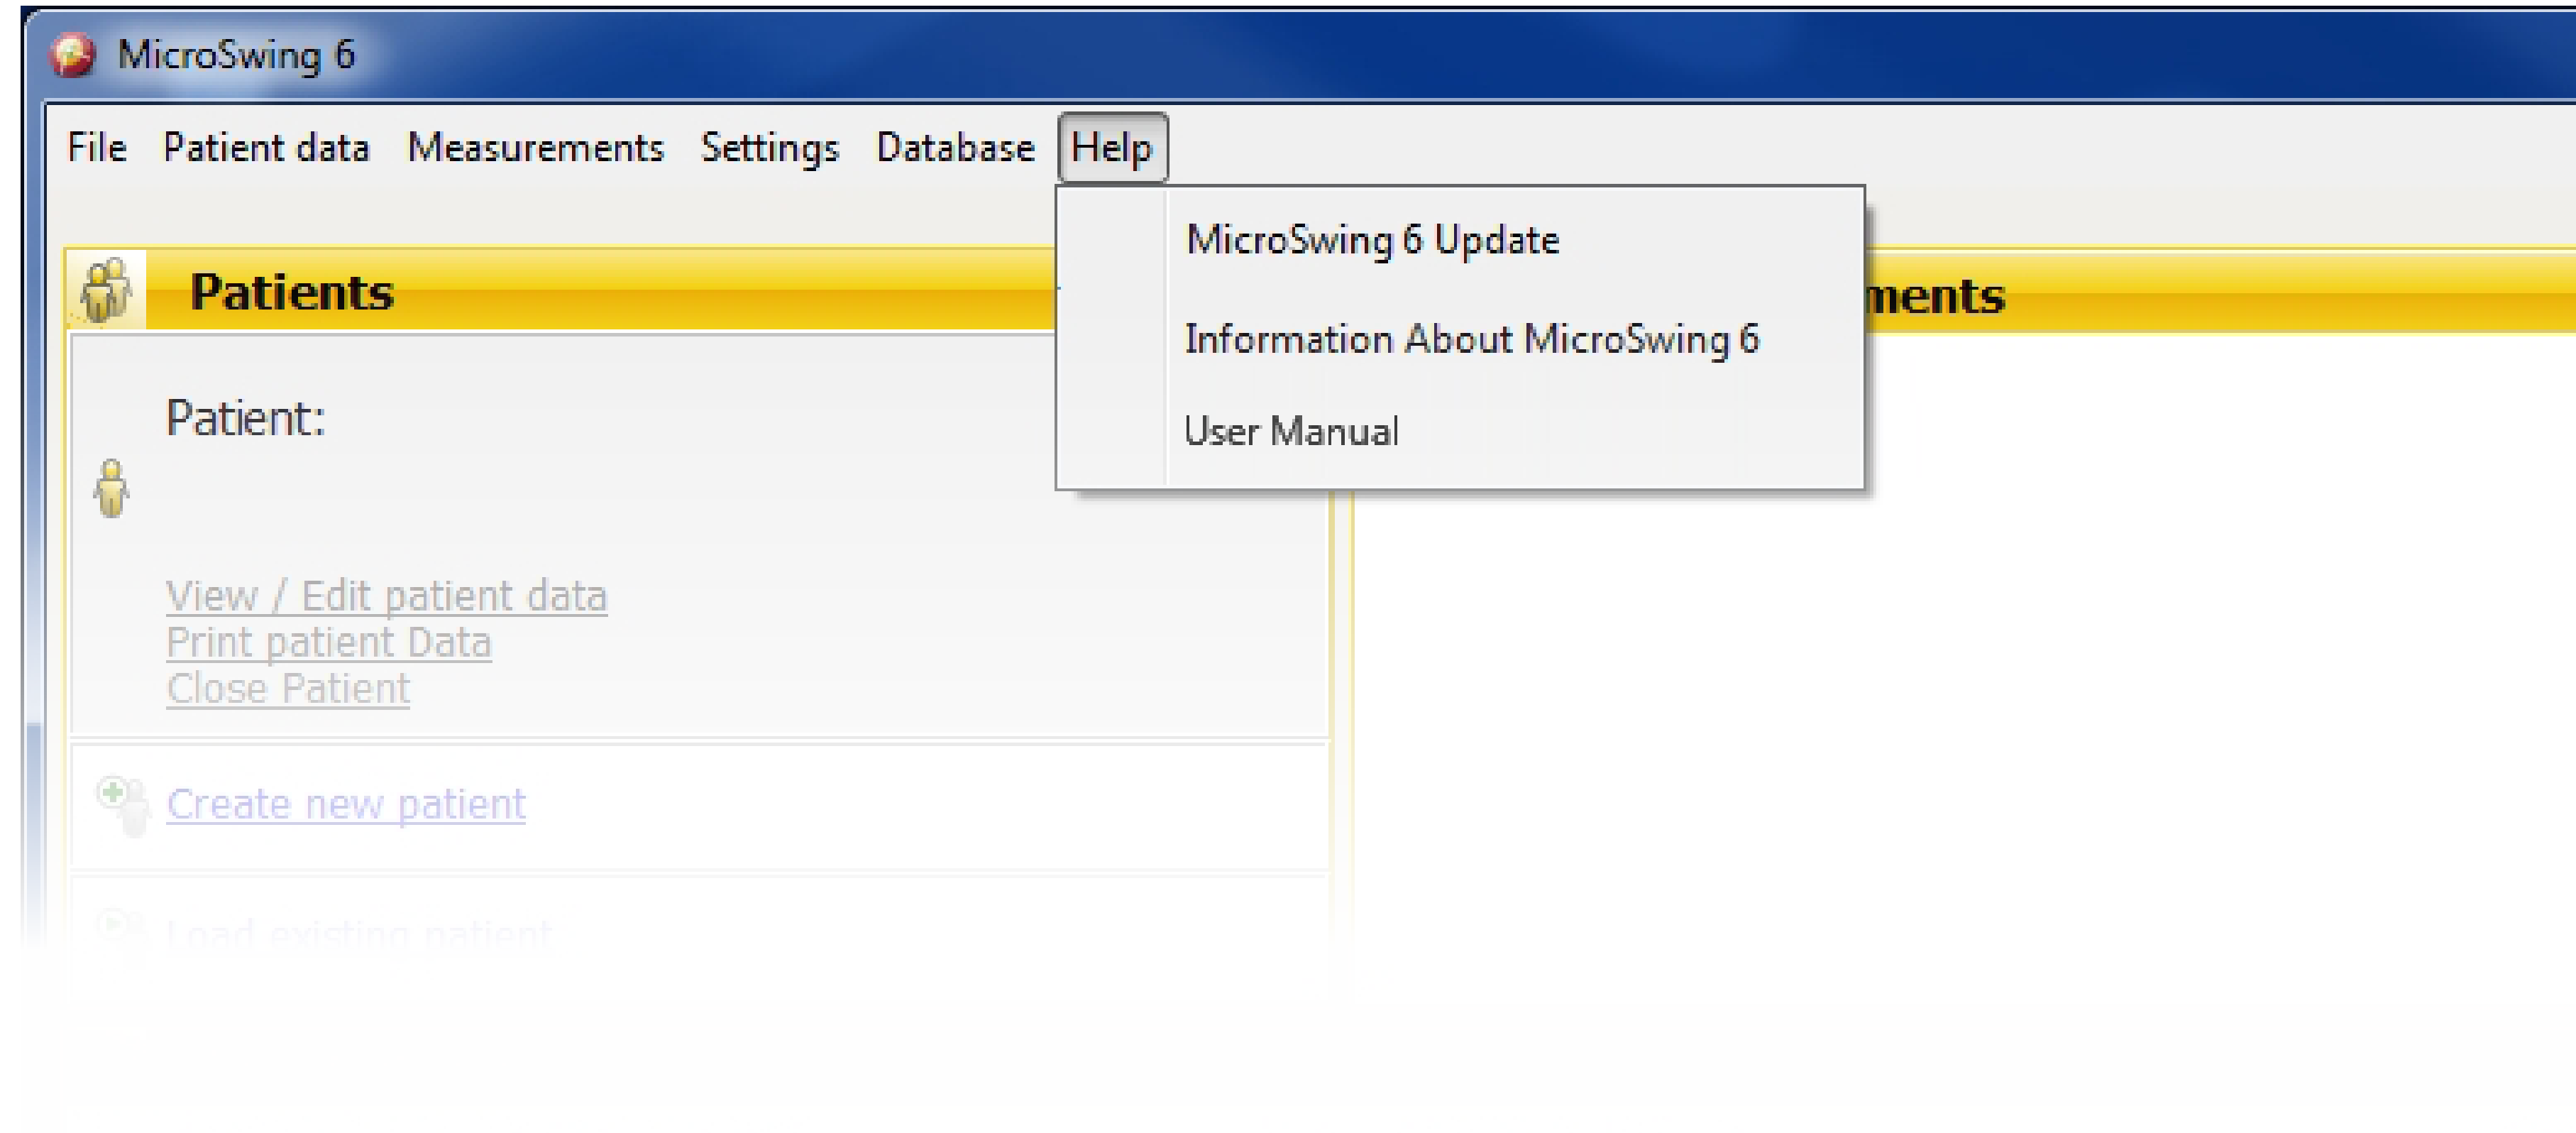 MicroSwing 6
File Patient data Measurements Settings Database Help
MicroSwing 6 Update
Information About MicroSwing 6
User Manual
Patients
ments
Patient:
View / Edit patient data
Print patient Data
Close Patient
Create new patient
Load existing patient